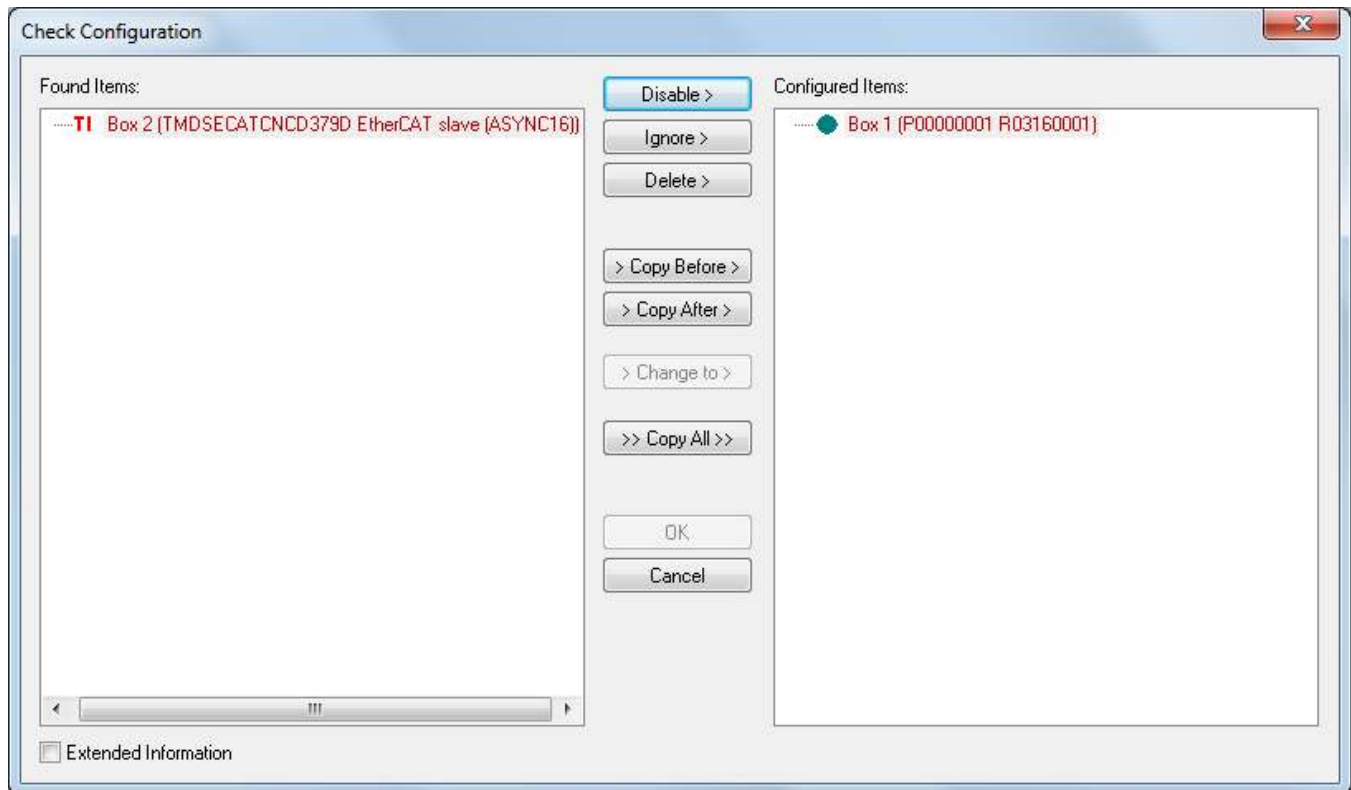 Check Configuration
Found Items:
TI Box 2 (TMDSECATCNCD379D EtherCAT slave (ASYNC16))
Disable >
Ignore >
Delete >
> Copy Before >
> Copy After >
> Change to >
>> Copy All >>
OK
Cancel
Configured Items:
Box 1 (P00000001 R03160001)
Extended Information